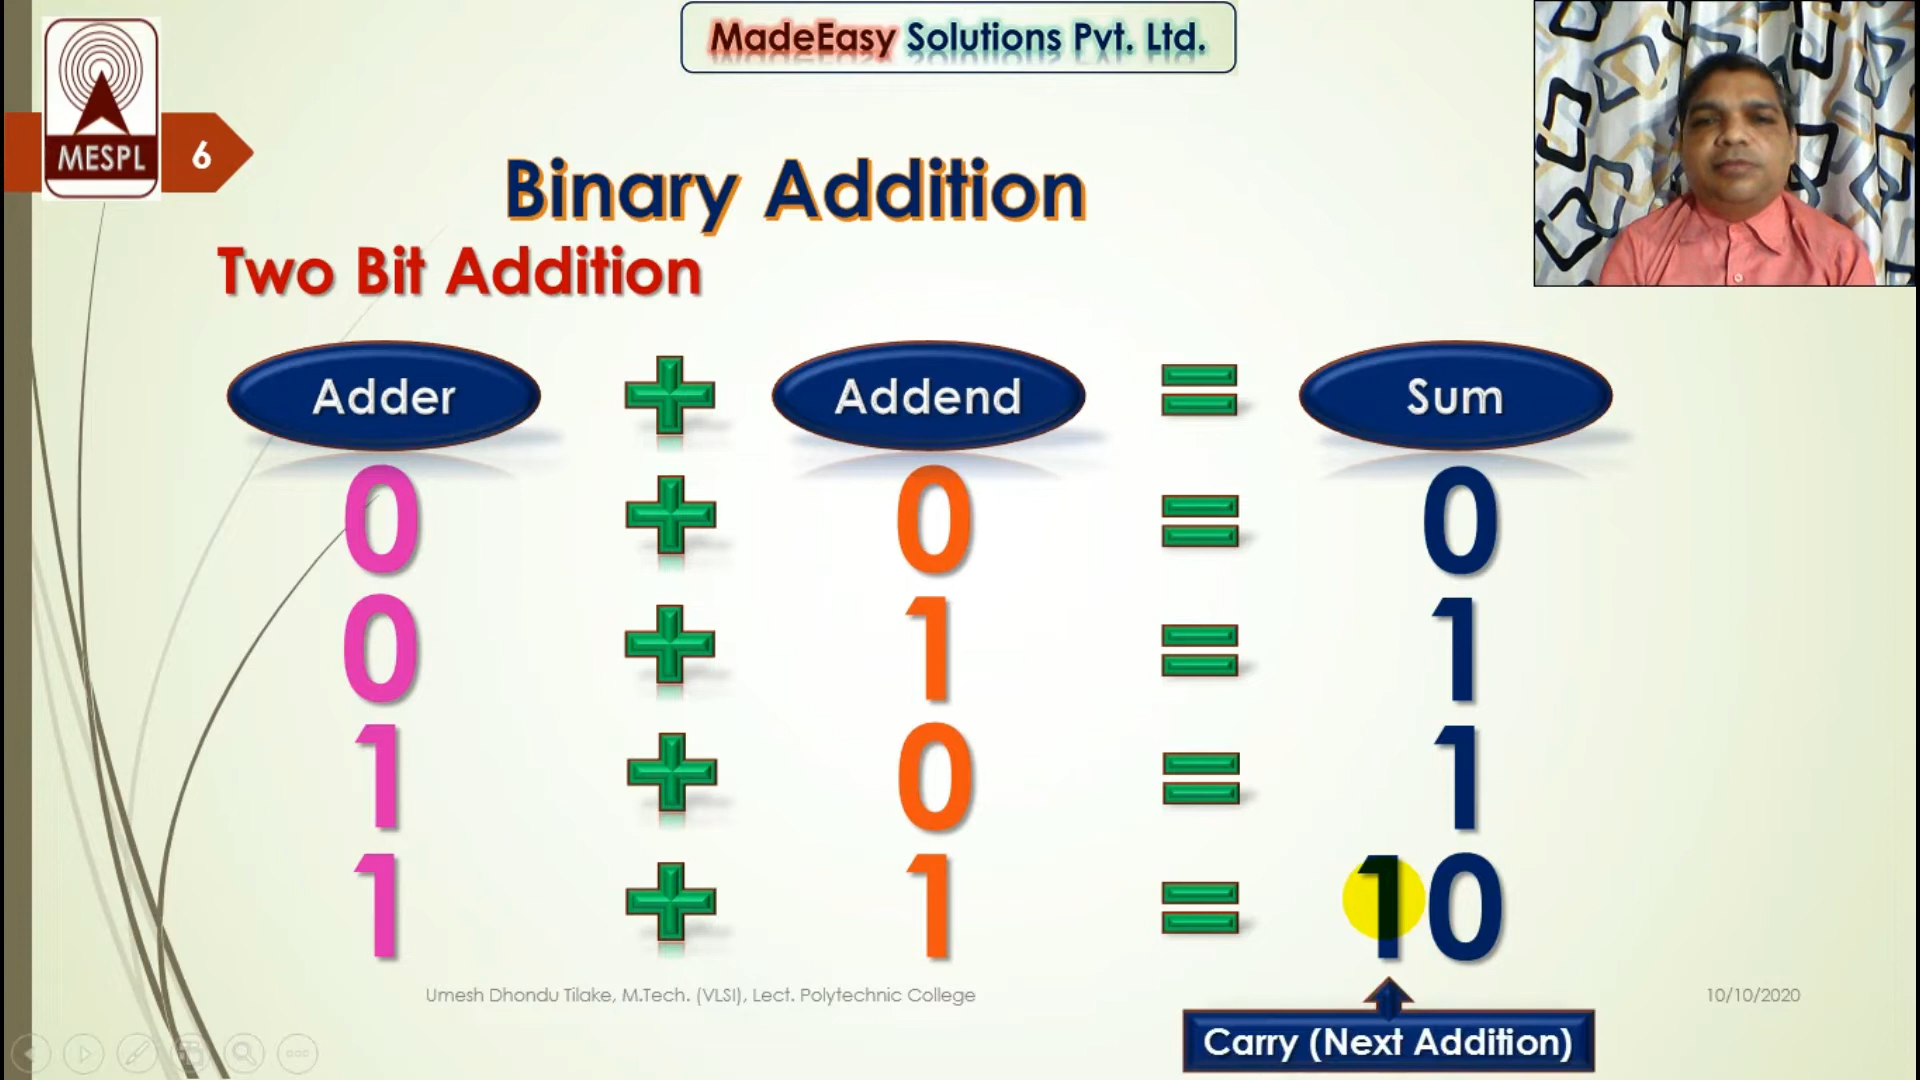 MadeEasy Solutions Pvt. Ltd.
MESPL
6
Binary Addition
Two Bit Addition
Adder + Addend = Sum
0 + 0 = 0
0 + 1 = 1
1 + 0 = 1
1 + 1 = 10
Umesh Dhondu Tilake, M.Tech. (VLSI), Lect. Polytechnic College
10/10/2020
Carry (Next Addition)